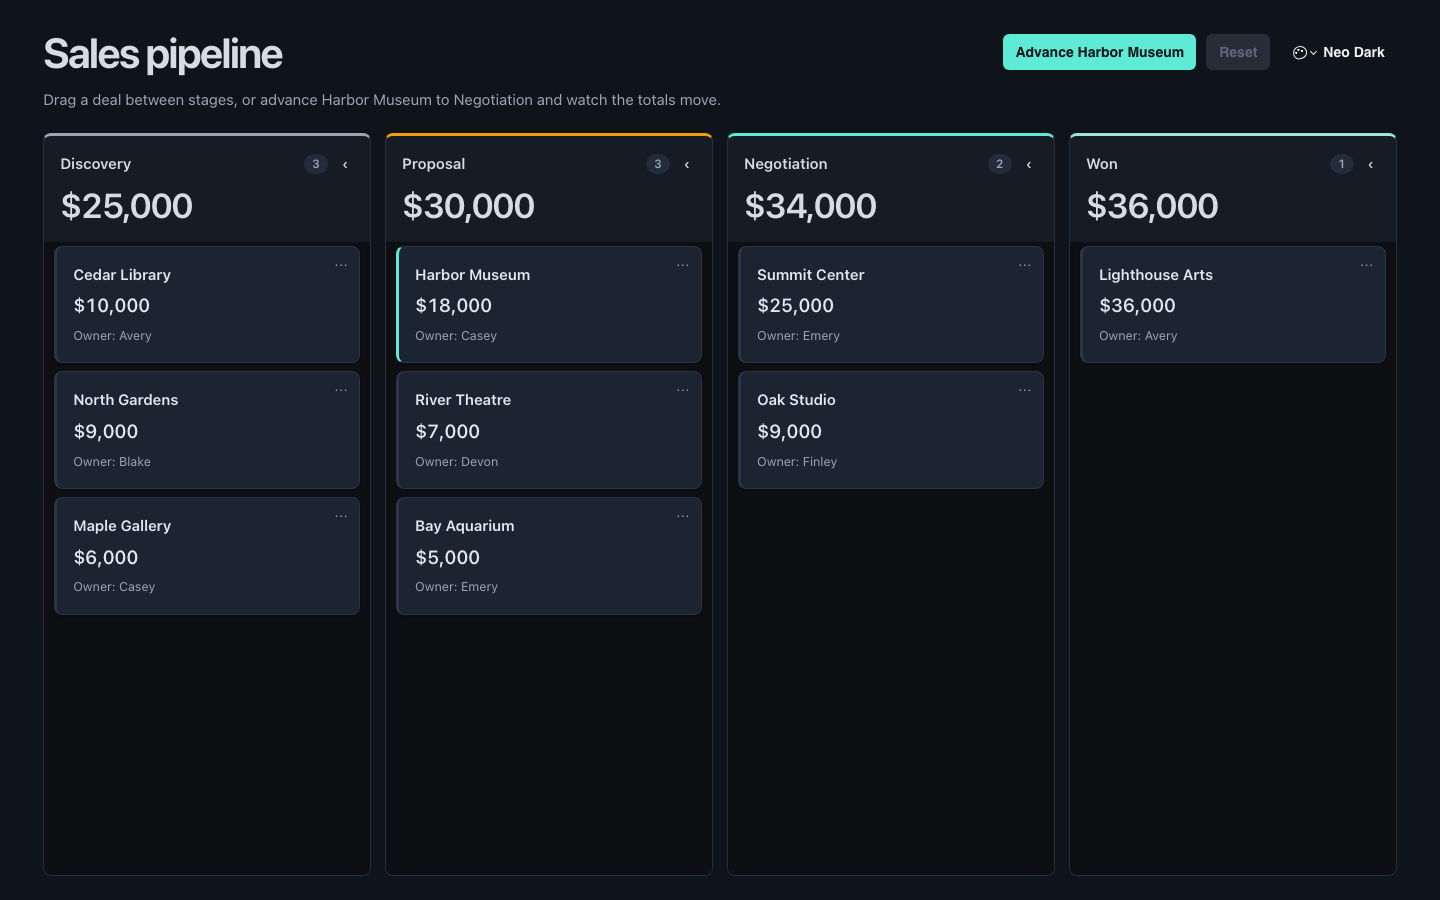 Sales pipeline
Advance Harbor Museum
Reset
Neo Dark
Drag a deal between stages, or advance Harbor Museum to Negotiation and watch the totals move.
Discovery
3
$25,000
Cedar Library
...
$10,000
Owner: Avery
North Gardens
...
$9,000
Owner: Blake
Maple Gallery
...
$6,000
Owner: Casey
Proposal
3
$30,000
Harbor Museum
...
$18,000
Owner: Casey
River Theatre
...
$7,000
Owner: Devon
Bay Aquarium
...
$5,000
Owner: Emery
Negotiation
2
$34,000
Summit Center
...
$25,000
Owner: Emery
Oak Studio
...
$9,000
Owner: Finley
Won
1
$36,000
Lighthouse Arts
...
$36,000
Owner: Avery